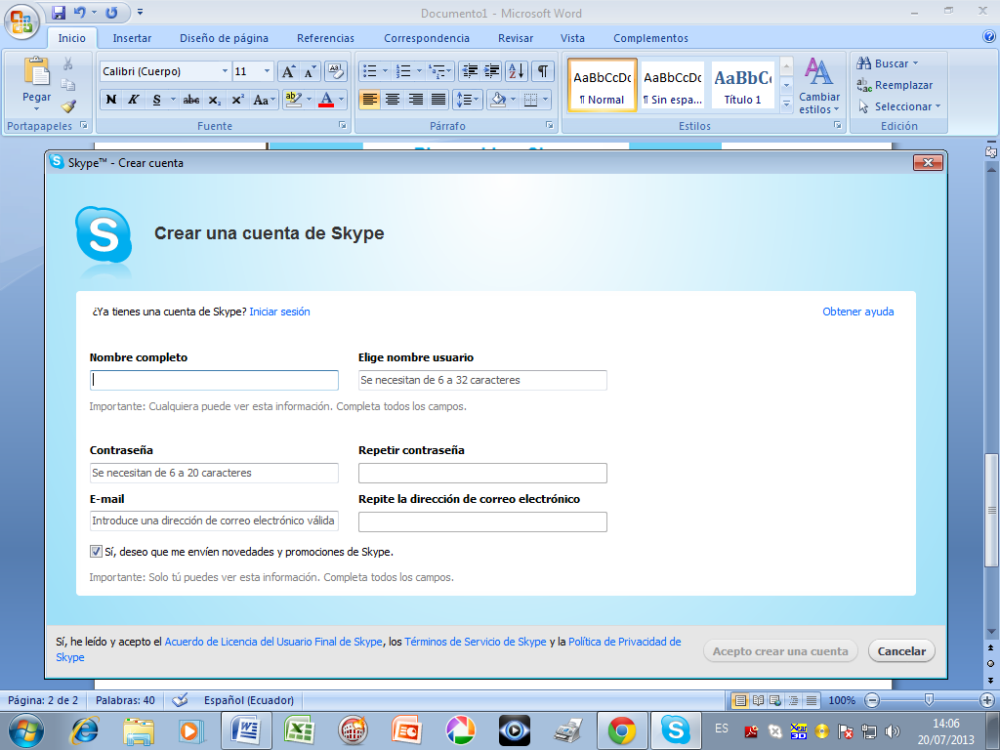 Documento1 - Microsoft Word
Inicio Insertar Diseño de página Referencias Correspondencia Revisar Vista Complementos
Pegar
Portapapeles
Calibri (Cuerpo) 11
N K S abc x₂ x² Aa
Fuente
Párrafo
AaBbCcDc AaBbCcDc AaBbC
¶ Normal ¶ Sin espa... Título 1
Estilos
Cambiar
estilos
Buscar
Reemplazar
Seleccionar
Edición
Skype™ - Crear cuenta
Crear una cuenta de Skype
¿Ya tienes una cuenta de Skype? Iniciar sesión
Obtener ayuda
Nombre completo
Elige nombre usuario
Se necesitan de 6 a 32 caracteres
Importante: Cualquiera puede ver esta información. Completa todos los campos.
Contraseña
Repetir contraseña
Se necesitan de 6 a 20 caracteres
E-mail
Repite la dirección de correo electrónico
Introduce una dirección de correo electrónico válida
Sí, deseo que me envíen novedades y promociones de Skype.
Importante: Solo tú puedes ver esta información. Completa todos los campos.
Sí, he leído y acepto el Acuerdo de Licencia del Usuario Final de Skype, los Términos de Servicio de Skype y la Política de Privacidad de
Skype
Acepto crear una cuenta
Cancelar
Página: 2 de 2 Palabras: 40 Español (Ecuador) 100%
ES
14:06
20/07/2013